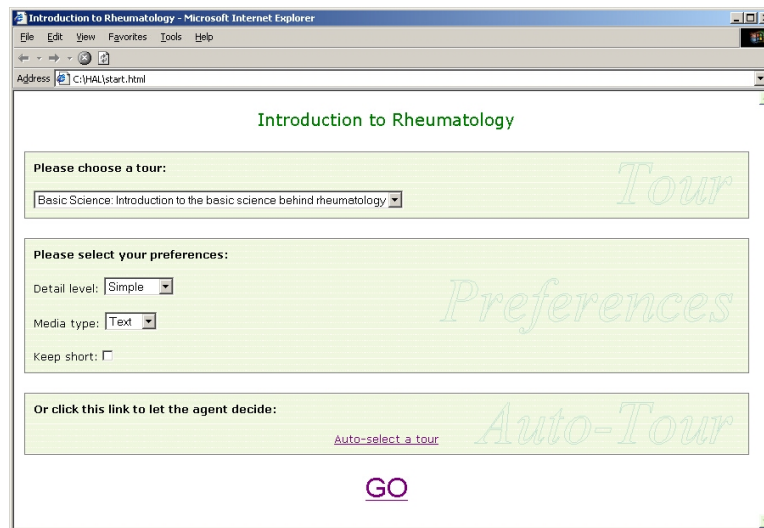 Introduction to Rheumatology - Microsoft Internet Explorer
File Edit View Favorites Tools Help
Address C:\HAL\start.html
Introduction to Rheumatology
Please choose a tour:
Tour
Basic Science: Introduction to the basic science behind rheumatology
Please select your preferences:
Detail level: Simple
Preferences
Media type: Text
Keep short:
Or click this link to let the agent decide:
Auto-Tour
Auto-select a tour
GO